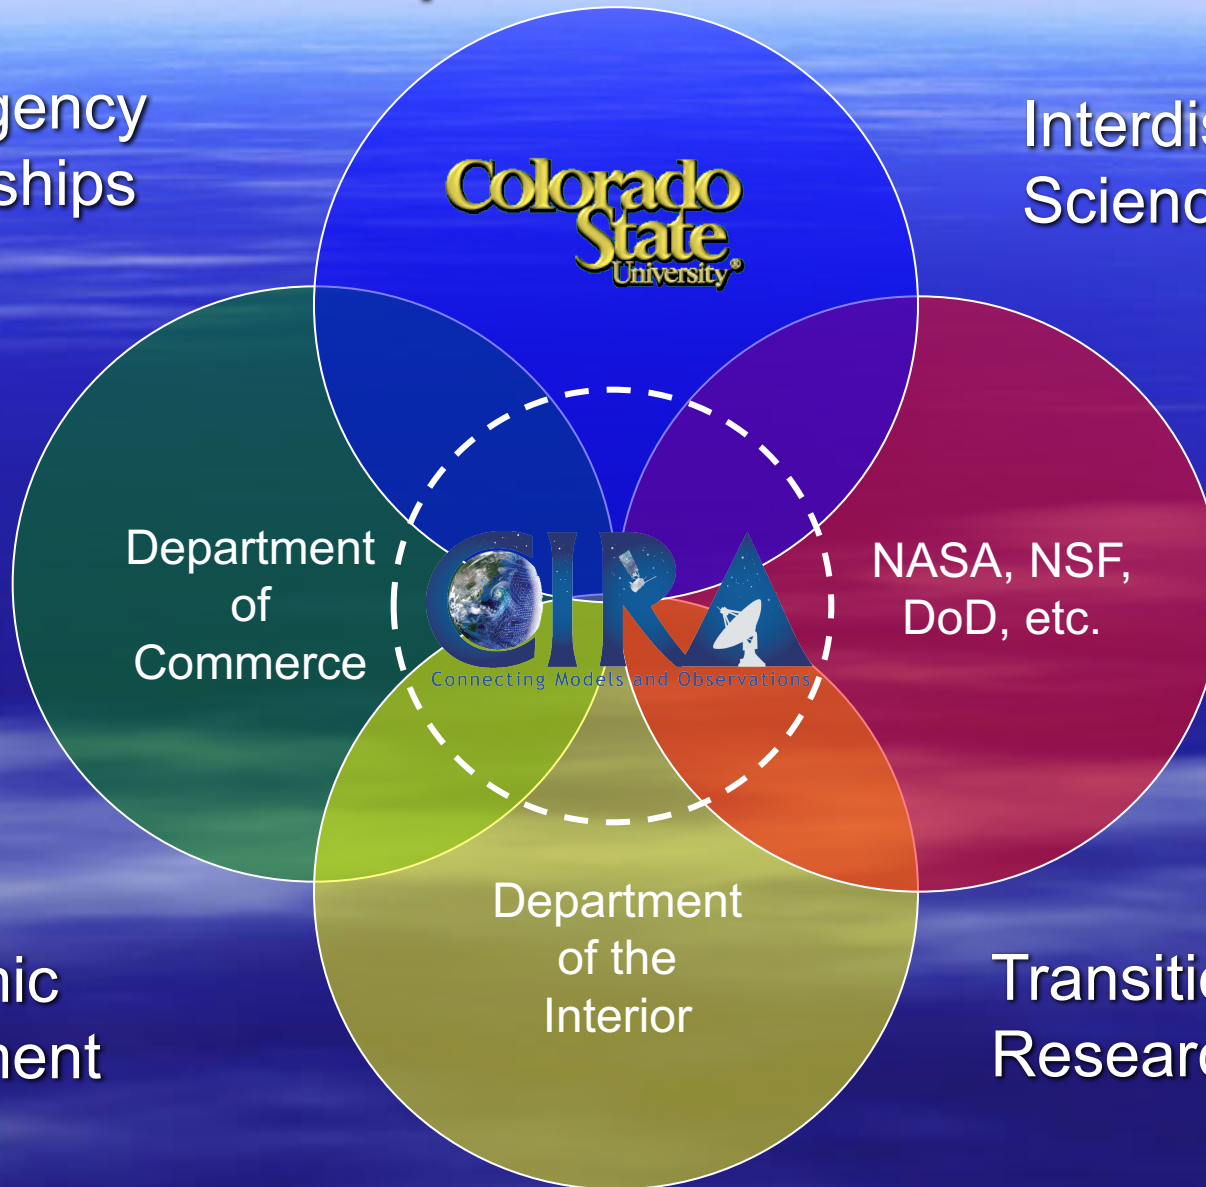 gency
ships
Interdis
Scienc
Colorado
State
University®
Department
of
Commerce
NASA, NSF,
DoD, etc.
CIRA
Connecting Models and Observations
Department
of the
Interior
nic
ment
Transitio
Researc